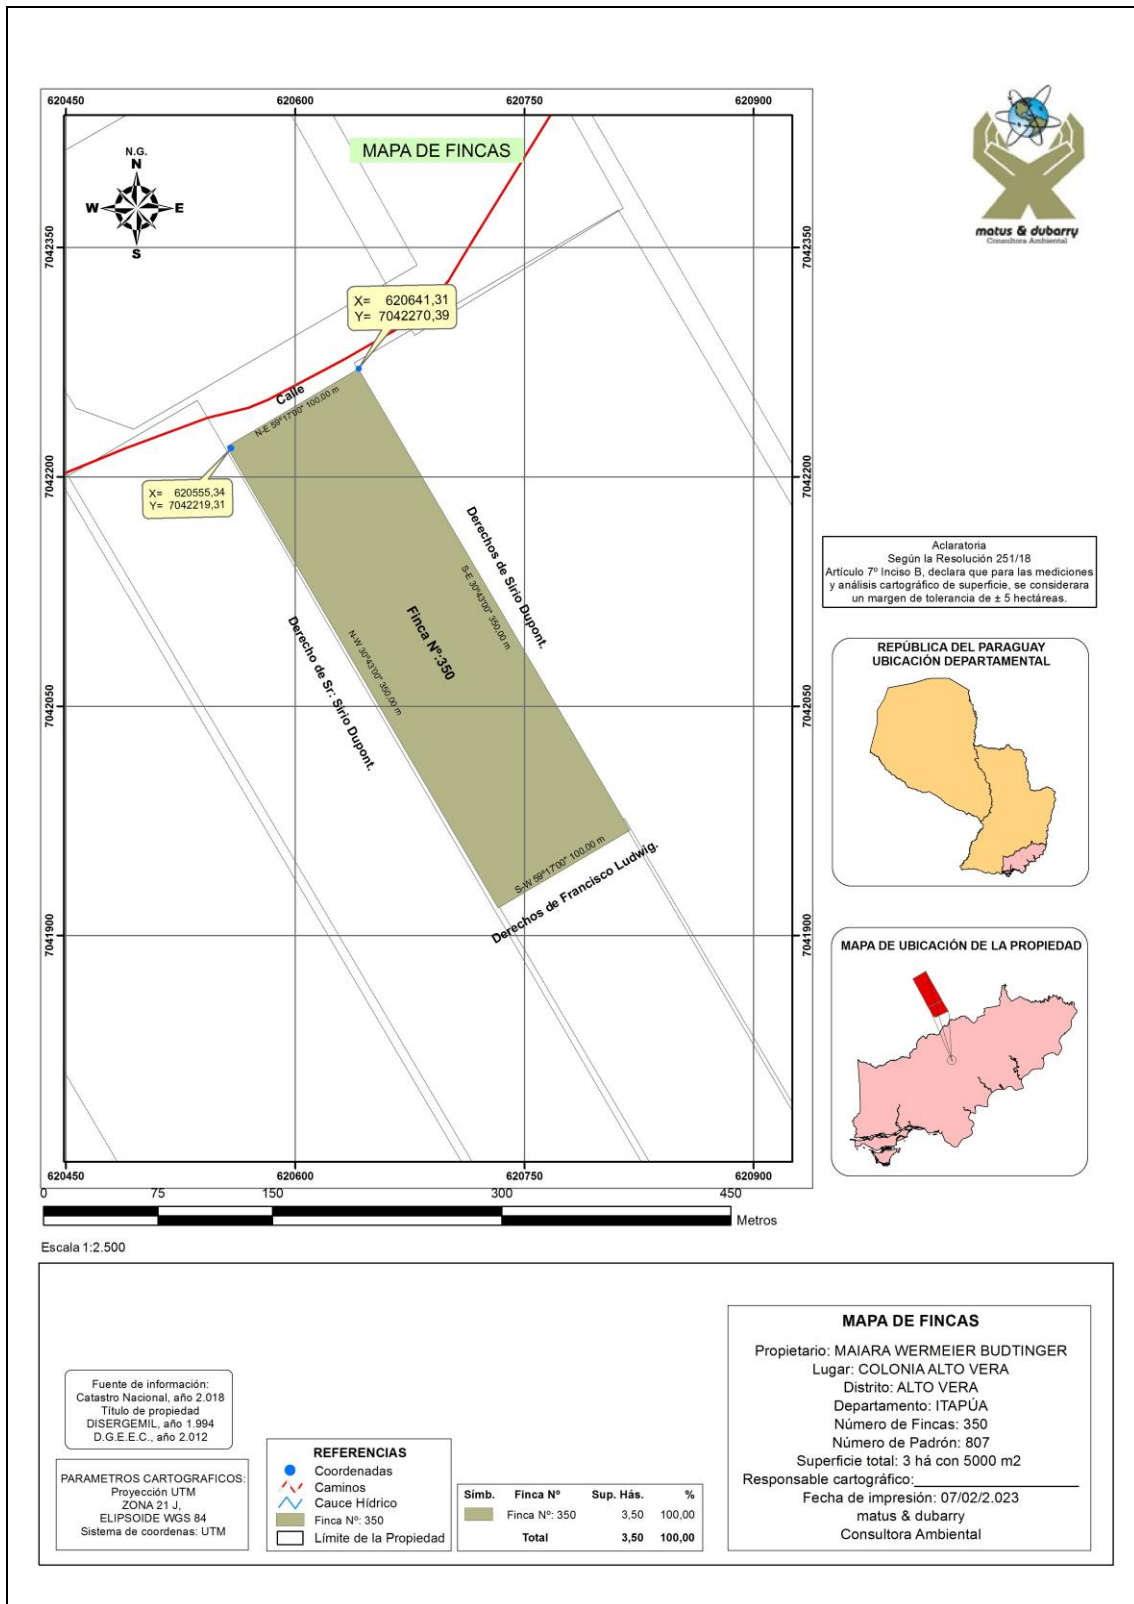 620450
620600
620750
620900
MAPA DE FINCAS
N.G.
N
W
E
S
matus & dubarry
Consultora Ambiental
7042350
7042350
X= 620641,31
Y= 7042270,39
Calle
N-E 59°17'00" 100,00 m
7042200
7042200
X= 620555,34
Y= 7042219,31
Derechos de Sirio Dupont.
S-E 30°43'00" 350,00 m
Finca Nº:350
N-W 30°43'00" 350,00 m
Derecho de Sr: Sirio Dupont.
7042050
7042050
S-W 59°17'00" 100,00 m
Derechos de Francisco Ludwig.
7041900
7041900
620450
620600
620750
620900
Aclaratoria
Según la Resolución 251/18
Artículo 7º Inciso B, declara que para las mediciones
y análisis cartográfico de superficie, se considerara
un margen de tolerancia de ± 5 hectáreas.
REPÚBLICA DEL PARAGUAY
UBICACIÓN DEPARTAMENTAL
MAPA DE UBICACIÓN DE LA PROPIEDAD
0 75 150 300 450
Metros
Escala 1:2.500
Fuente de información:
Catastro Nacional, año 2.018
Título de propiedad
DISERGEMIL, año 1.994
D.G.E.E.C., año 2.012
PARAMETROS CARTOGRAFICOS:
Proyección UTM
ZONA 21 J,
ELIPSOIDE WGS 84
Sistema de coordenas: UTM
REFERENCIAS
Coordenadas
Caminos
Cauce Hídrico
Finca Nº: 350
Límite de la Propiedad
Símb. Finca Nº Sup. Hás. %
Finca Nº: 350 3,50 100,00
Total 3,50 100,00
MAPA DE FINCAS
Propietario: MAIARA WERMEIER BUDTINGER
Lugar: COLONIA ALTO VERA
Distrito: ALTO VERA
Departamento: ITAPÚA
Número de Fincas: 350
Número de Padrón: 807
Superficie total: 3 há con 5000 m2
Responsable cartográfico:
Fecha de impresión: 07/02/2.023
matus & dubarry
Consultora Ambiental